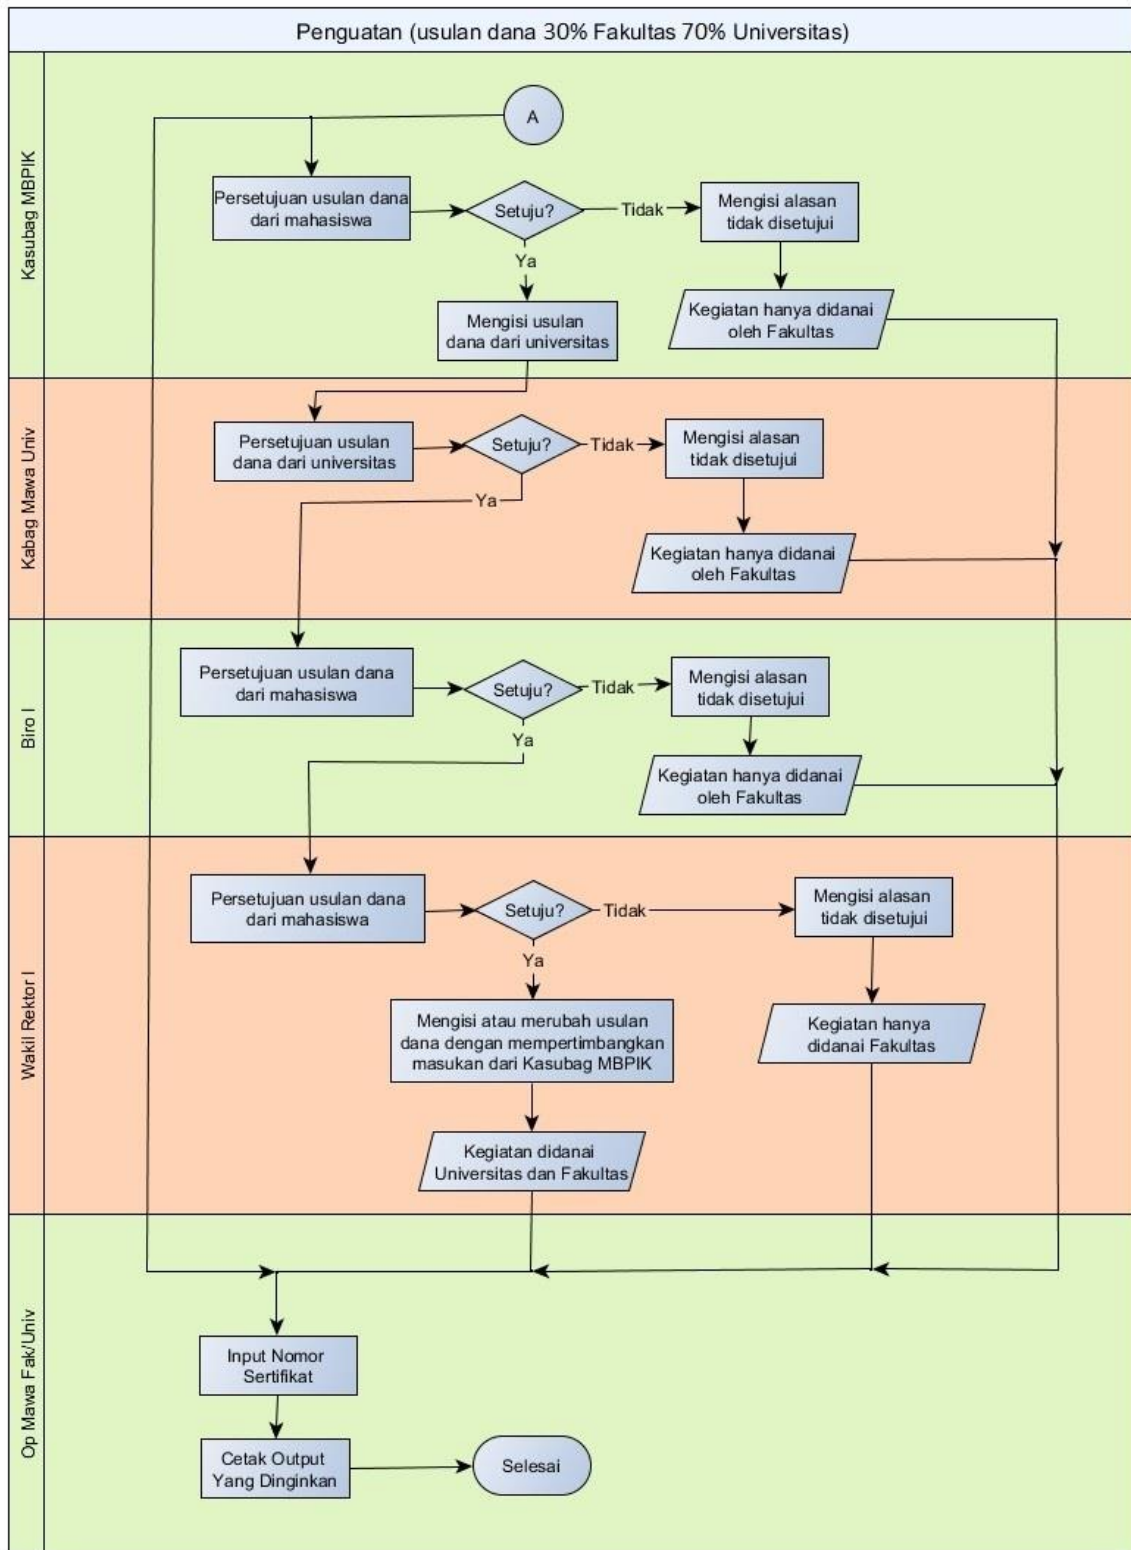 Penguatan (usulan dana 30% Fakultas 70% Universitas)
Kasubag MBPIK
A
Persetujuan usulan dana
dari mahasiswa
Setuju?
Tidak
Mengisi alasan
tidak disetujui
Ya
Kegiatan hanya didanai
oleh Fakultas
Mengisi usulan
dana dari universitas
Kabag Mawa Univ
Persetujuan usulan
dana dari universitas
Setuju?
Tidak
Mengisi alasan
tidak disetujui
Ya
Kegiatan hanya didanai
oleh Fakultas
Biro I
Persetujuan usulan dana
dari mahasiswa
Setuju?
Tidak
Mengisi alasan
tidak disetujui
Ya
Kegiatan hanya didanai
oleh Fakultas
Wakil Rektor I
Persetujuan usulan dana
dari mahasiswa
Setuju?
Tidak
Mengisi alasan
tidak disetujui
Ya
Mengisi atau merubah usulan
dana dengan mempertimbangkan
masukan dari Kasubag MBPIK
Kegiatan hanya
didanai Fakultas
Kegiatan didanai
Universitas dan Fakultas
Op Mawa Fak/Univ
Input Nomor
Sertifikat
Cetak Output
Yang Dinginkan
Selesai